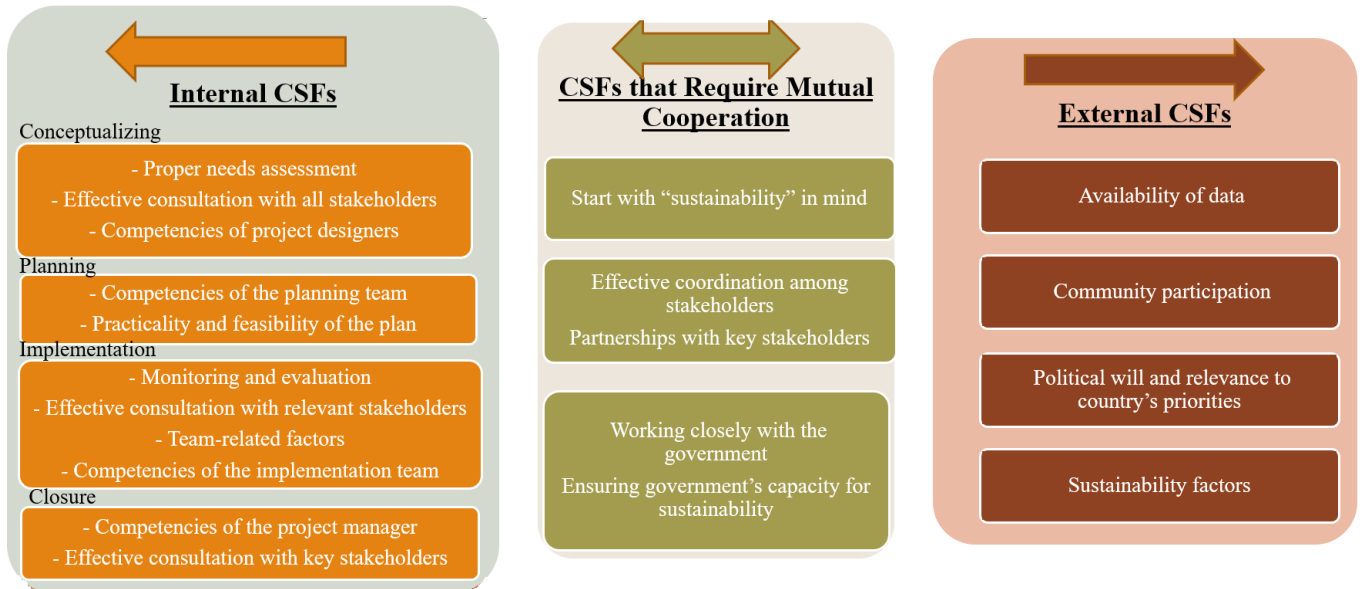 Internal CSFs
Conceptualizing
- Proper needs assessment
- Effective consultation with all stakeholders
- Competencies of project designers
Planning
- Competencies of the planning team
- Practicality and feasibility of the plan
Implementation
- Monitoring and evaluation
- Effective consultation with relevant stakeholders
- Team-related factors
- Competencies of the implementation team
Closure
- Competencies of the project manager
- Effective consultation with key stakeholders
CSFs that Require Mutual
Cooperation
Start with “sustainability” in mind
Effective coordination among
stakeholders
Partnerships with key stakeholders
Working closely with the
government
Ensuring government’s capacity for
sustainability
External CSFs
Availability of data
Community participation
Political will and relevance to
country’s priorities
Sustainability factors